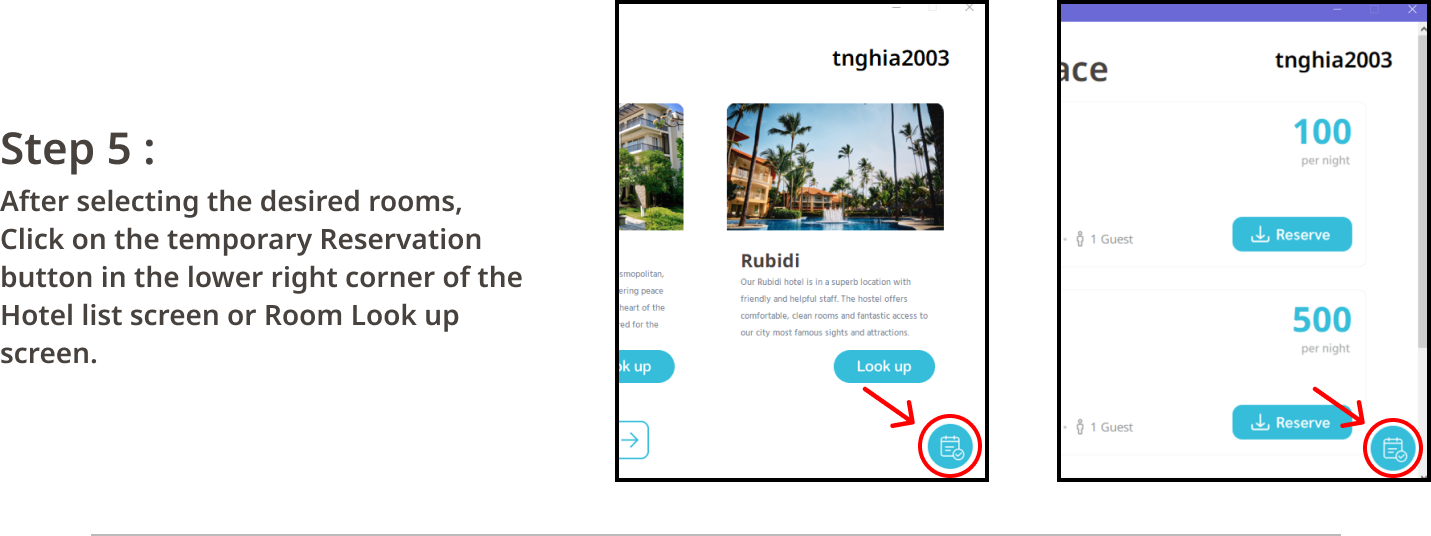 Step 5 :
After selecting the desired rooms,
Click on the temporary Reservation
button in the lower right corner of the
Hotel list screen or Room Look up
screen.
tnghia2003
smopolitan,
ering peace
heart of the
red for the
ok up
Rubidi
Our Rubidi hotel is in a superb location with
friendly and helpful staff. The hostel offers
comfortable, clean rooms and fantastic access to
our city most famous sights and attractions.
Look up
ace
tnghia2003
100
per night
1 Guest
Reserve
500
per night
1 Guest
Reserve